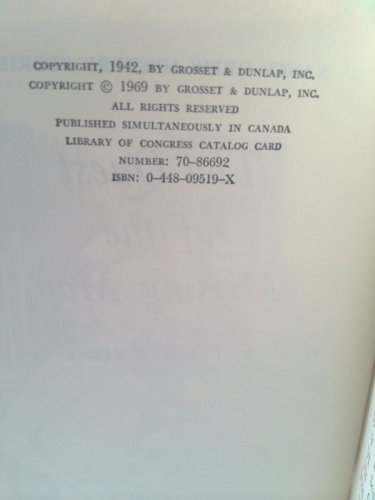 COPYRIGHT, 1942, BY GROSSET & DUNLAP, INC.
COPYRIGHT © 1969 BY GROSSET & DUNLAP, INC.
ALL RIGHTS RESERVED
PUBLISHED SIMULTANEOUSLY IN CANADA
LIBRARY OF CONGRESS CATALOG CARD
NUMBER: 70-86692
ISBN: 0-448-09519-X